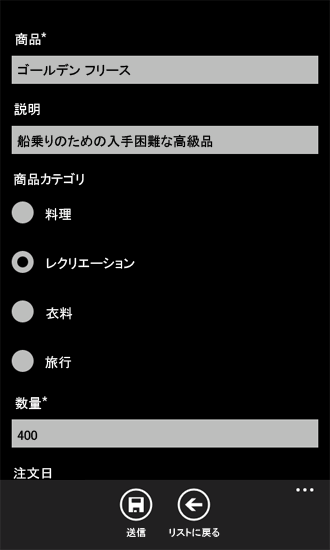 商品*
ゴールデン フリース
説明
船乗りのための入手困難な高級品
商品カテゴリ
料理
レクリエーション
衣料
旅行
数量*
400
注文日
送信 リストに戻る